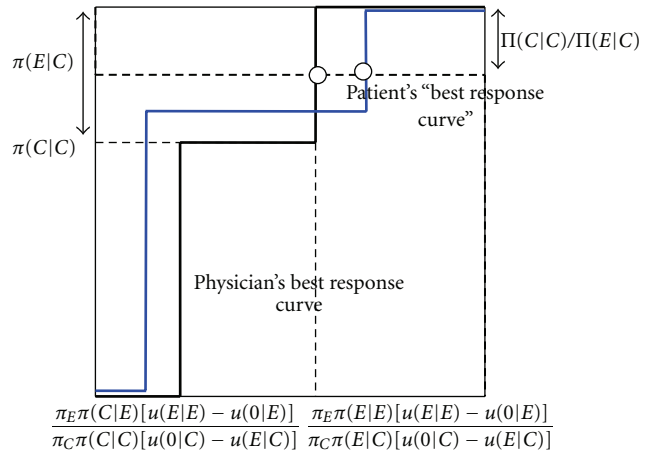 π(E|C)
Π(C|C)/Π(E|C)
Patient's “best response
curve”
π(C|C)
Physician's best response
curve
π_E π(C|E)[u(E|E) − u(0|E)]
π_C π(C|C)[u(0|C) − u(E|C)]
π_E π(E|E)[u(E|E) − u(0|E)]
π_C π(E|C)[u(0|C) − u(E|C)]